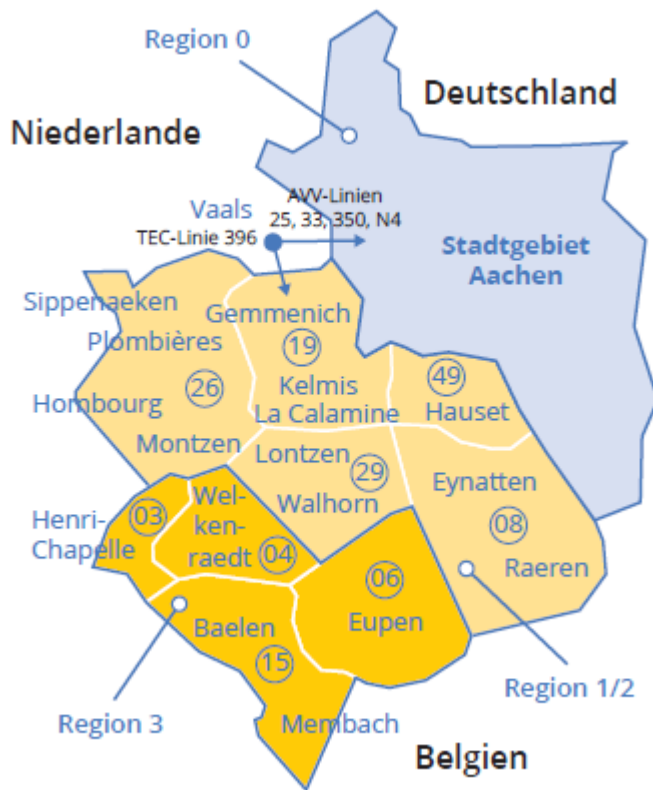 Region 0
Deutschland
Niederlande
AVV-Linien
Vaals
25, 33, 350, N4
TEC-Linie 396
Stadtgebiet
Aachen
Sippenaeken
Gemmenich
Plombières
19
49
26
Kelmis
Hombourg
La Calamine
Hauset
Montzen
Lontzen
29
Eynatten
Walhorn
03
Wel-
ken-
raedt
Henri-
Chapelle
04
08
Raeren
06
Eupen
Baelen
15
Region 3
Membach
Region 1/2
Belgien